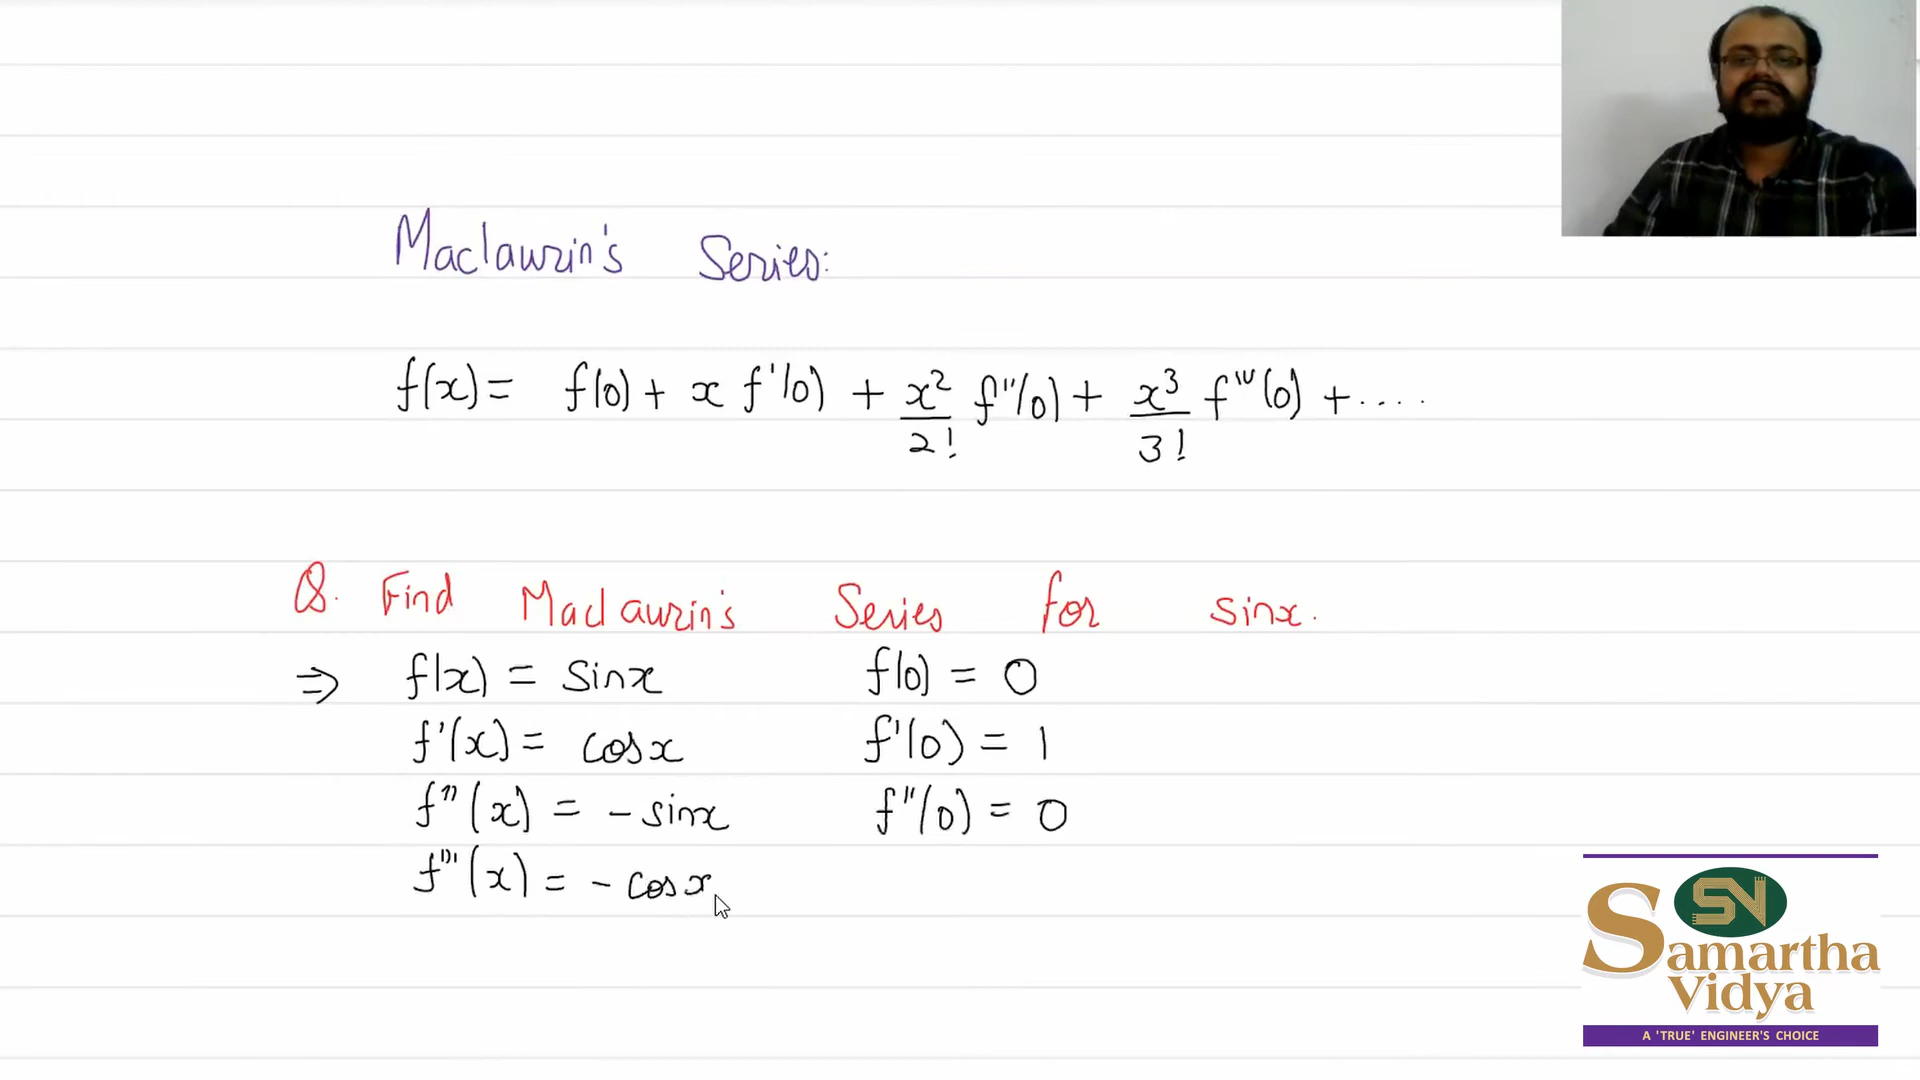 Maclaurin's Series:
f(x) = f(0) + x f'(0) + x²/2! f''(0) + x³/3! f'''(0) + ....
Q. Find Maclaurin's Series for sinx.
⇒ f(x) = sinx f(0) = 0
f'(x) = cosx f'(0) = 1
f''(x) = - sinx f''(0) = 0
f'''(x) = - cosx
SV
Samartha
Vidya
A 'TRUE' ENGINEER'S CHOICE